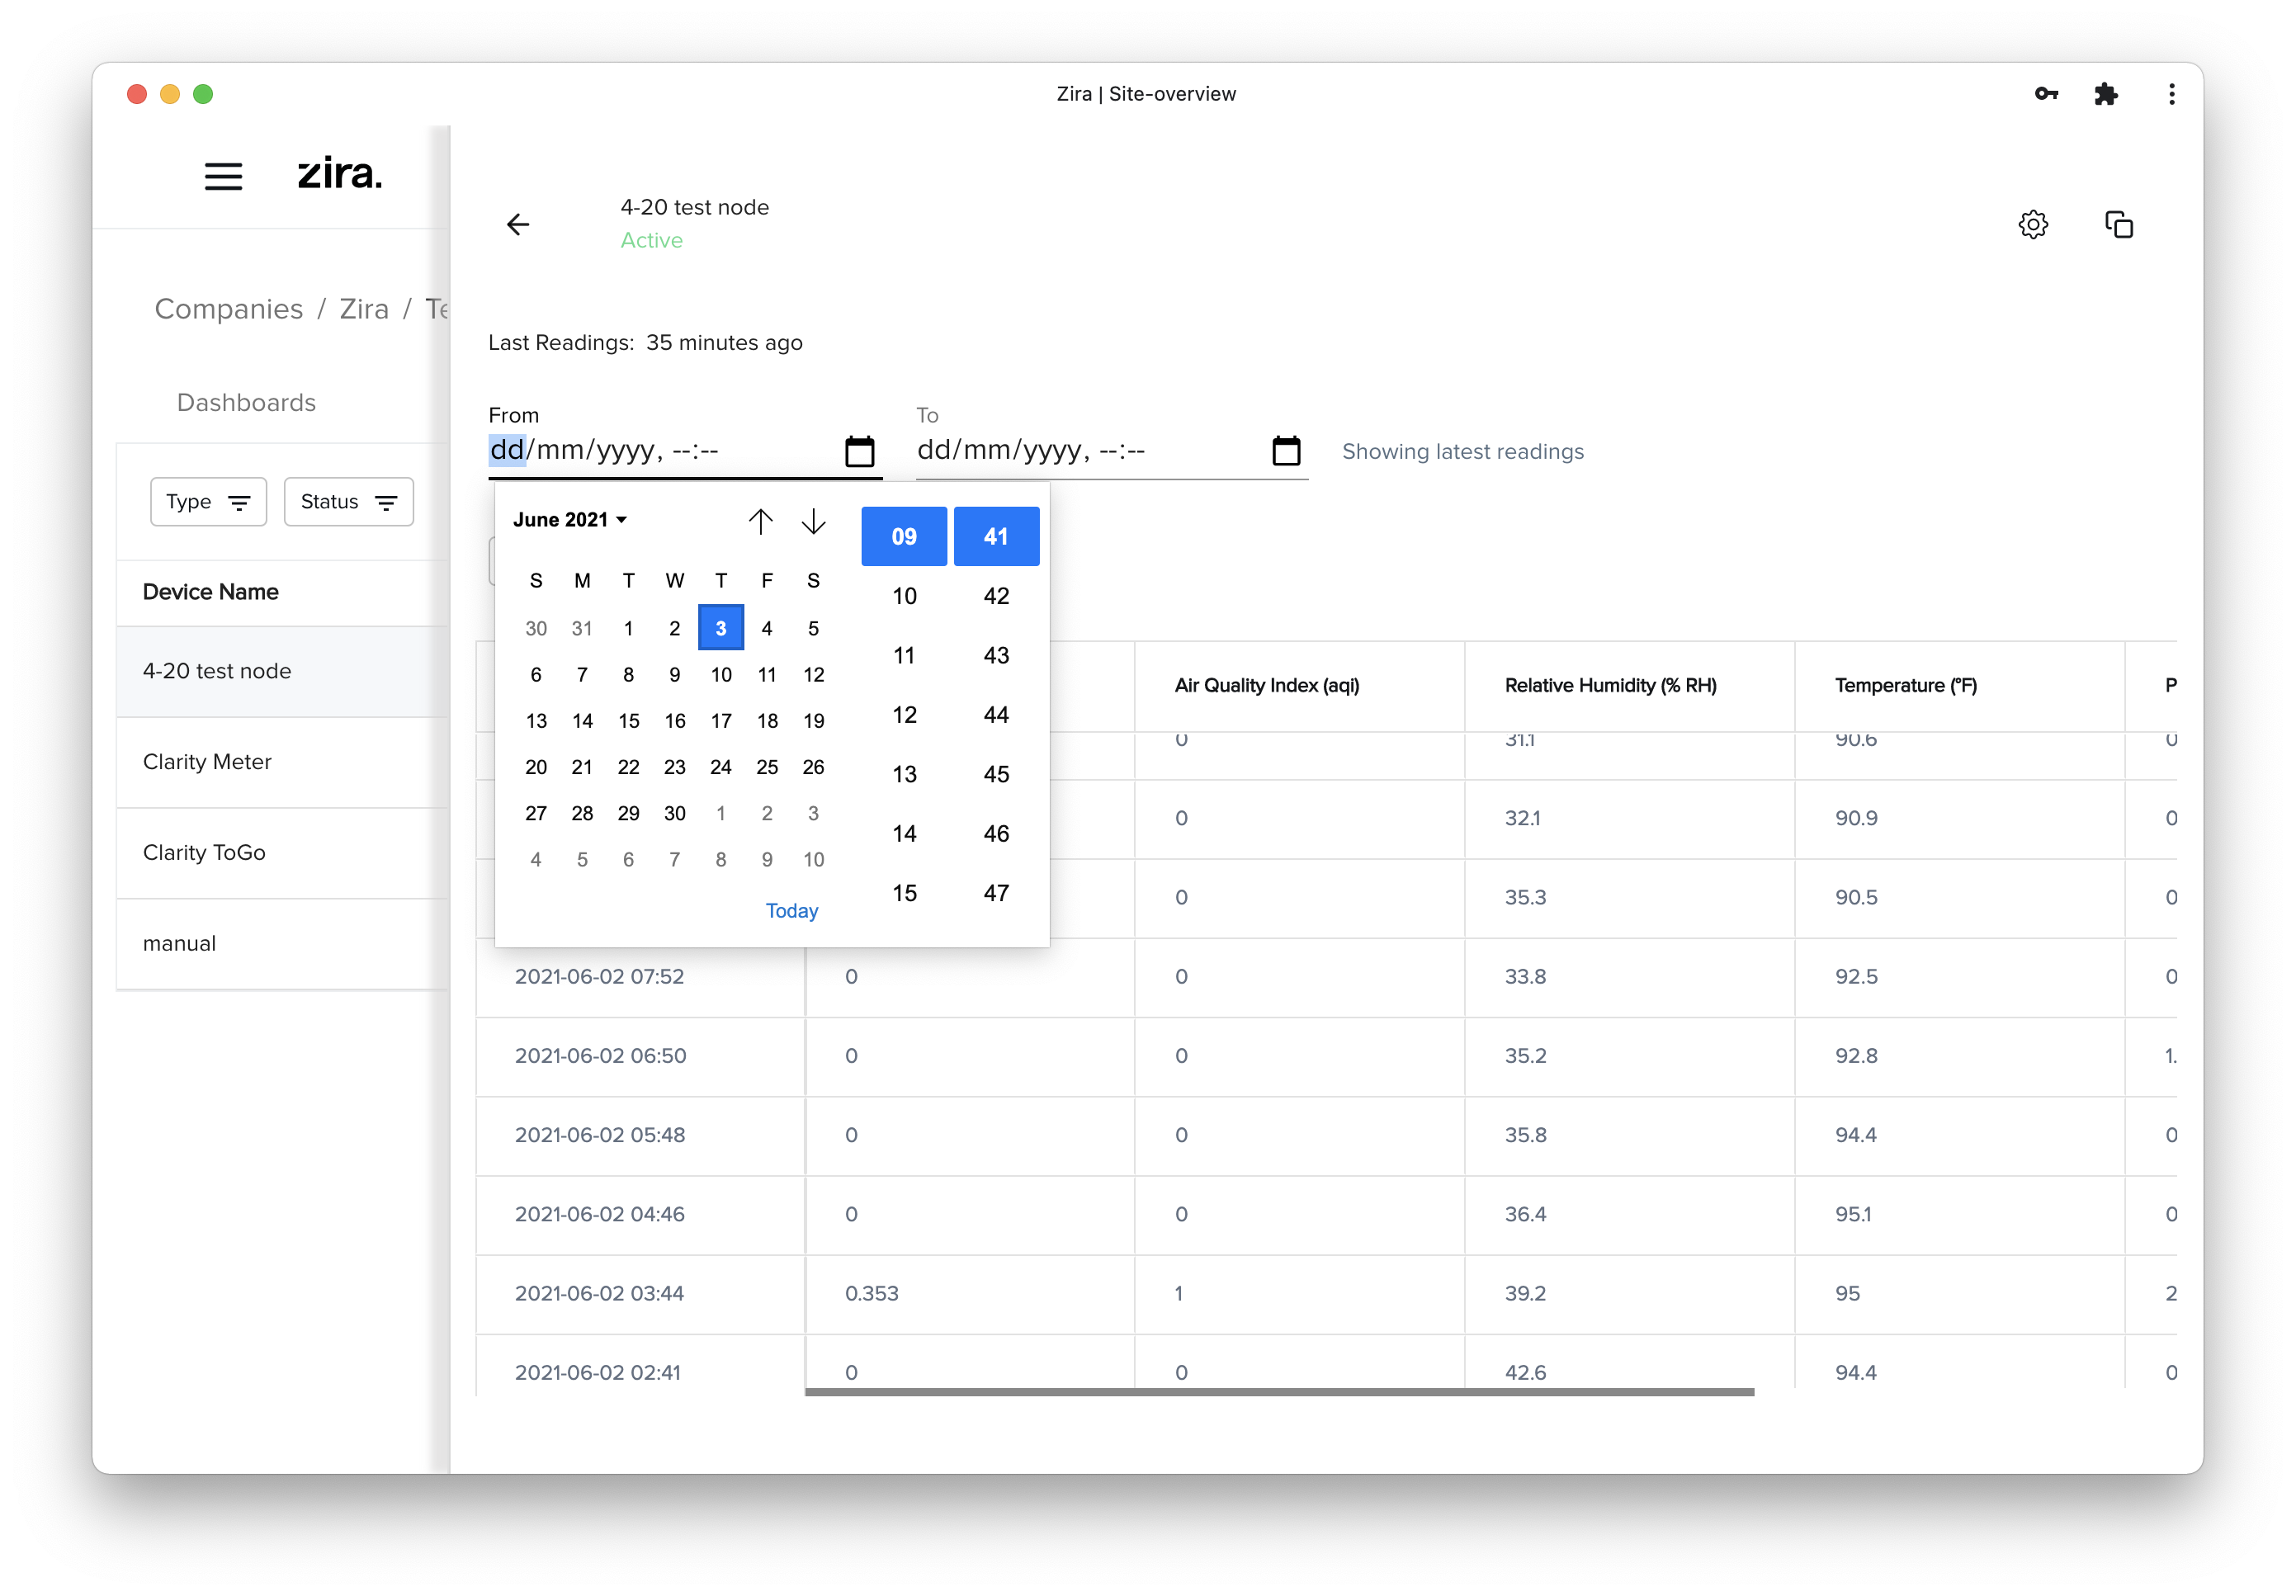 Zira | Site-overview
zira.
4-20 test node
Active
Companies / Zira / Te
Last Readings: 35 minutes ago
Dashboards
From
To
dd/mm/yyyy, --:--
dd/mm/yyyy, --:--
Showing latest readings
Type
Status
June 2021
09 41
S M T W T F S
10 42
30 31 1 2 3 4 5
11 43
6 7 8 9 10 11 12
12 44
13 14 15 16 17 18 19
13 45
20 21 22 23 24 25 26
14 46
27 28 29 30 1 2 3
15 47
4 5 6 7 8 9 10
Today
Device Name
4-20 test node
Clarity Meter
Clarity ToGo
manual
Air Quality Index (aqi) Relative Humidity (% RH) Temperature (°F) P
0 31.1 90.6 0
0 32.1 90.9 0
0 35.3 90.5 0
2021-06-02 07:52 0 0 33.8 92.5 0
2021-06-02 06:50 0 0 35.2 92.8 1.
2021-06-02 05:48 0 0 35.8 94.4 0
2021-06-02 04:46 0 0 36.4 95.1 0
2021-06-02 03:44 0.353 1 39.2 95 2
2021-06-02 02:41 0 0 42.6 94.4 0